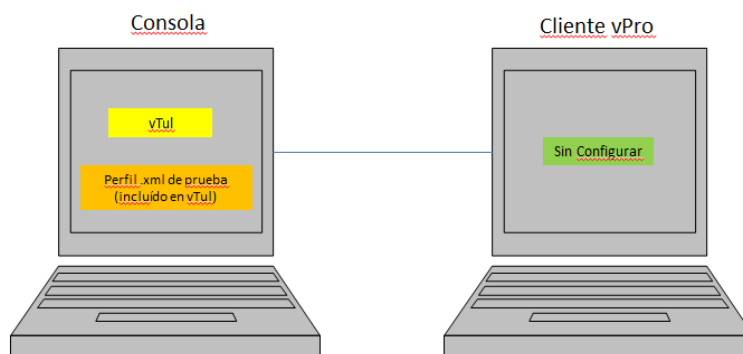 Consola
Cliente vPro
vTul
Sin Configurar
Perfil .xml de prueba
(incluído en vTul)